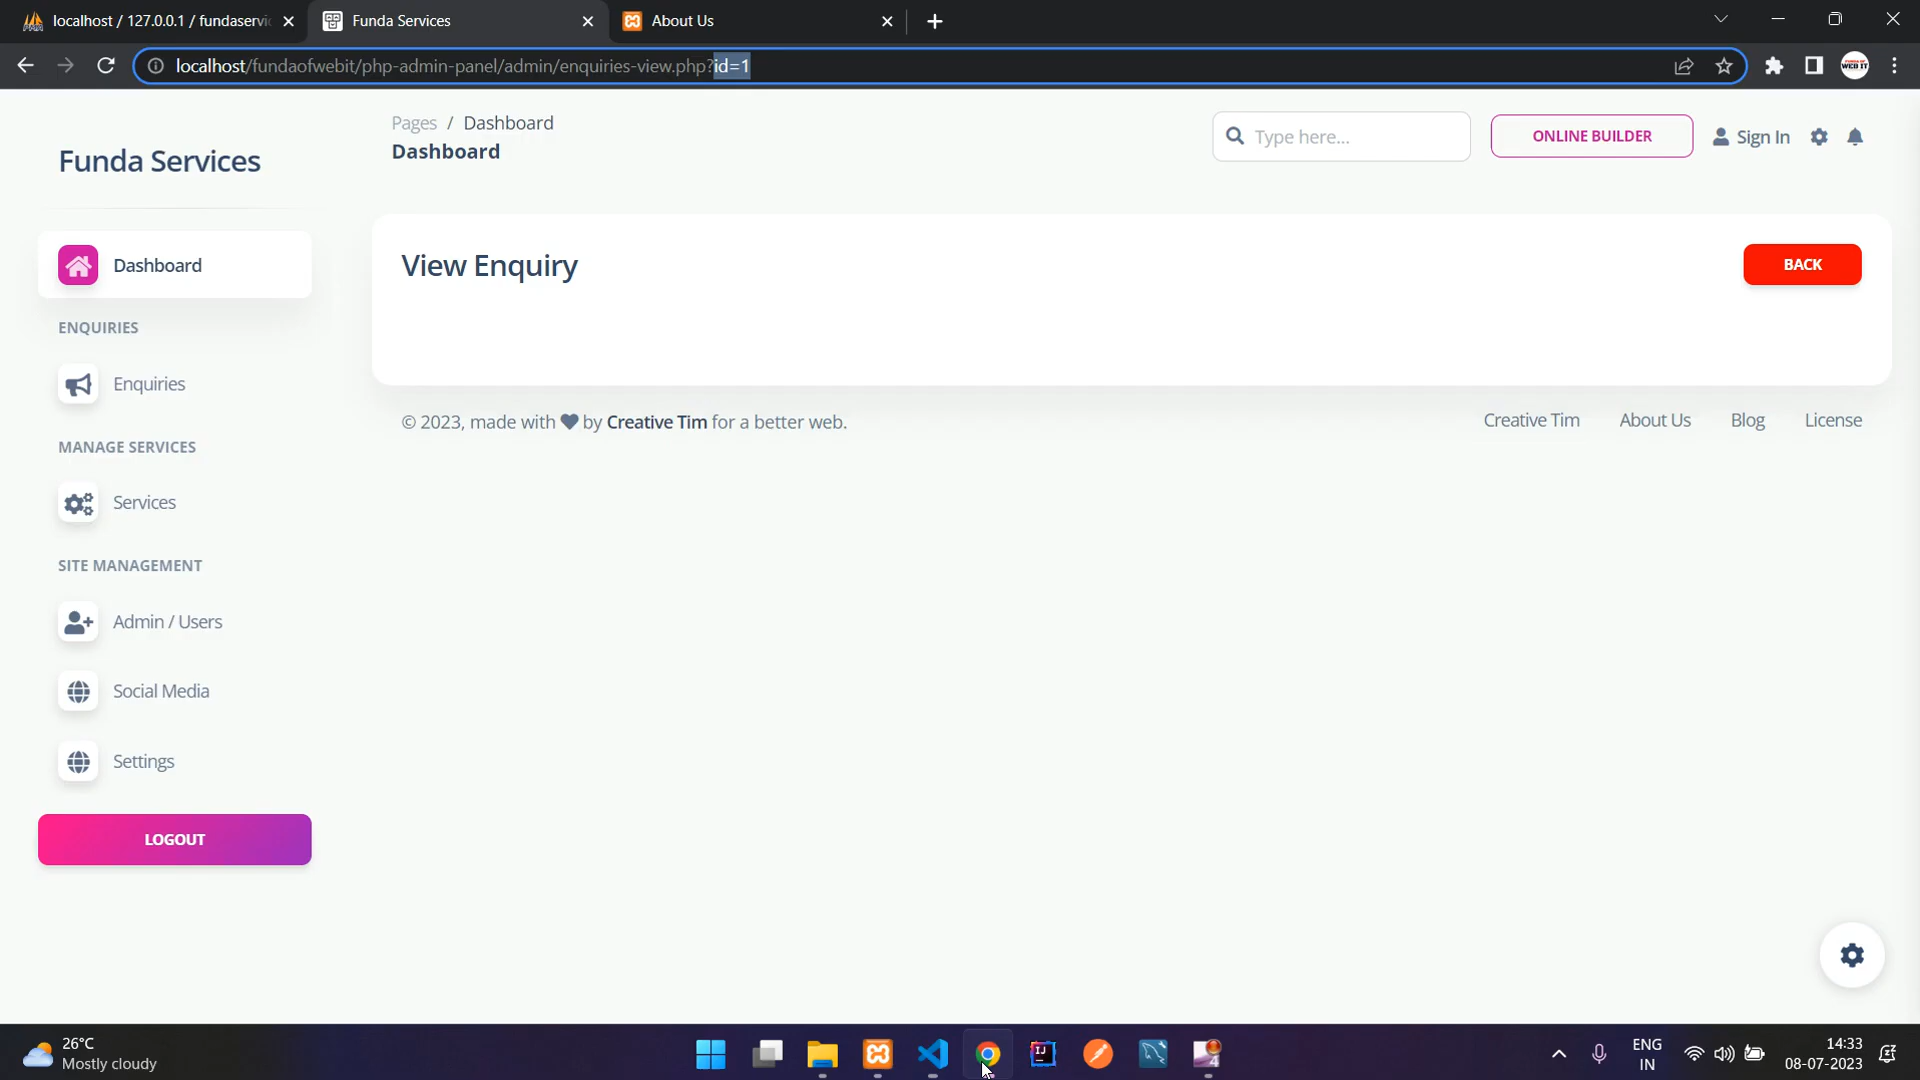 localhost / 127.0.0.1 / fundaservi
Funda Services
About Us
localhost/fundaofwebit/php-admin-panel/admin/enquiries-view.php?id=1
Funda Services
Pages / Dashboard
Dashboard
Type here...
ONLINE BUILDER
Sign In
Dashboard
View Enquiry
BACK
ENQUIRIES
Enquiries
© 2023, made with by Creative Tim for a better web.
Creative Tim
About Us
Blog
License
MANAGE SERVICES
Services
SITE MANAGEMENT
Admin / Users
Social Media
Settings
LOGOUT
26°C
Mostly cloudy
ENG
IN
14:33
08-07-2023